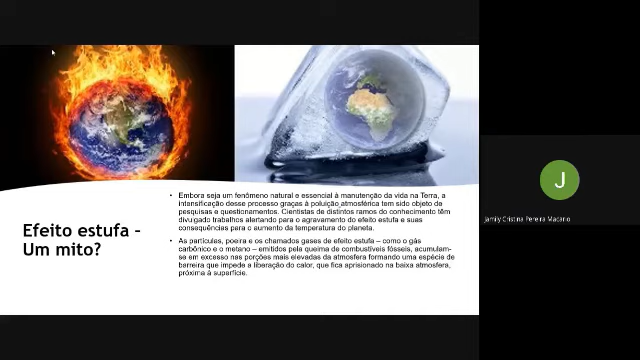 Efeito estufa -
Um mito?
• Embora seja um fenômeno natural e essencial à manutenção da vida na Terra, a
intensificação desse processo graças à poluição atmosférica tem sido objeto de
pesquisas e questionamentos. Cientistas de distintos ramos do conhecimento têm
divulgado trabalhos alertando para o agravamento do efeito estufa e suas
consequências para o aumento da temperatura do planeta.
• As partículas, poeira e os chamados gases de efeito estufa – como o gás
carbônico e o metano – emitidos pela queima de combustíveis fósseis, acumulam-
se em excesso nas porções mais elevadas da atmosfera formando uma espécie de
barreira que impede a liberação do calor, que fica aprisionado na baixa atmosfera,
próxima à superfície.
J
Jamily Cristina Pereira Macario